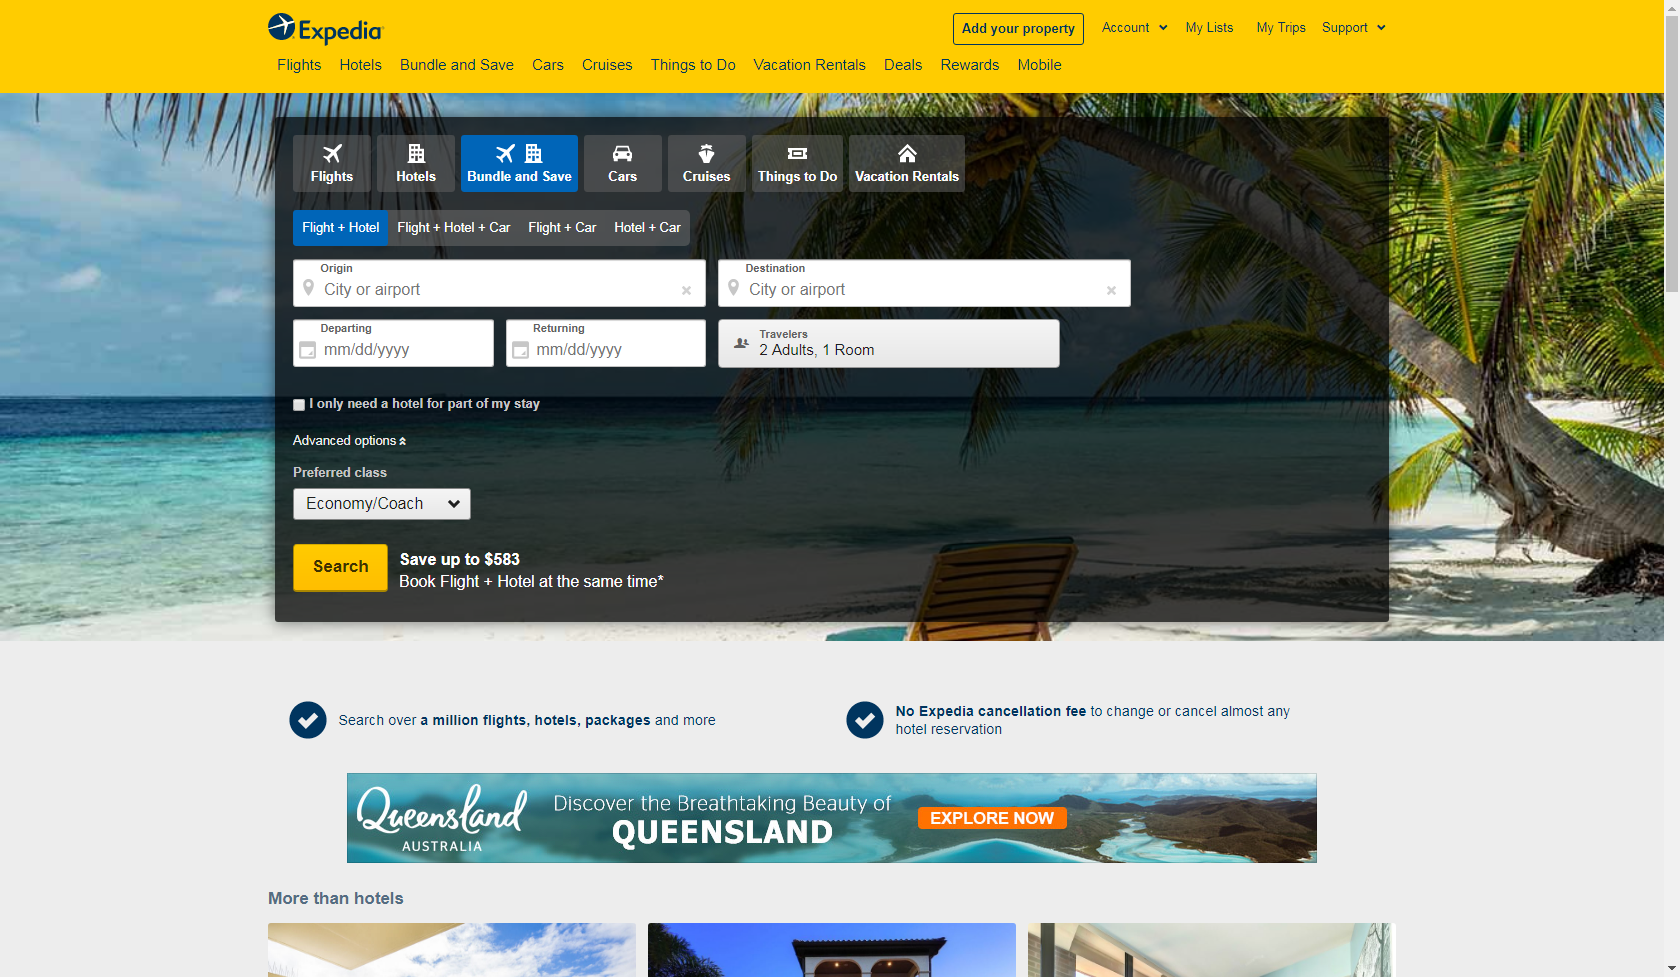 Expedia
Add your property
Account
My Lists
My Trips
Support
Flights
Hotels
Bundle and Save
Cars
Cruises
Things to Do
Vacation Rentals
Deals
Rewards
Mobile
Flights
Hotels
Bundle and Save
Cars
Cruises
Things to Do
Vacation Rentals
Flight + Hotel
Flight + Hotel + Car
Flight + Car
Hotel + Car
Origin
City or airport
Destination
City or airport
Departing
mm/dd/yyyy
Returning
mm/dd/yyyy
Travelers
2 Adults, 1 Room
I only need a hotel for part of my stay
Advanced options
Preferred class
Economy/Coach
Search
Save up to $583
Book Flight + Hotel at the same time*
Search over a million flights, hotels, packages and more
No Expedia cancellation fee to change or cancel almost any
hotel reservation
Queensland
AUSTRALIA
Discover the Breathtaking Beauty of
QUEENSLAND
EXPLORE NOW
More than hotels